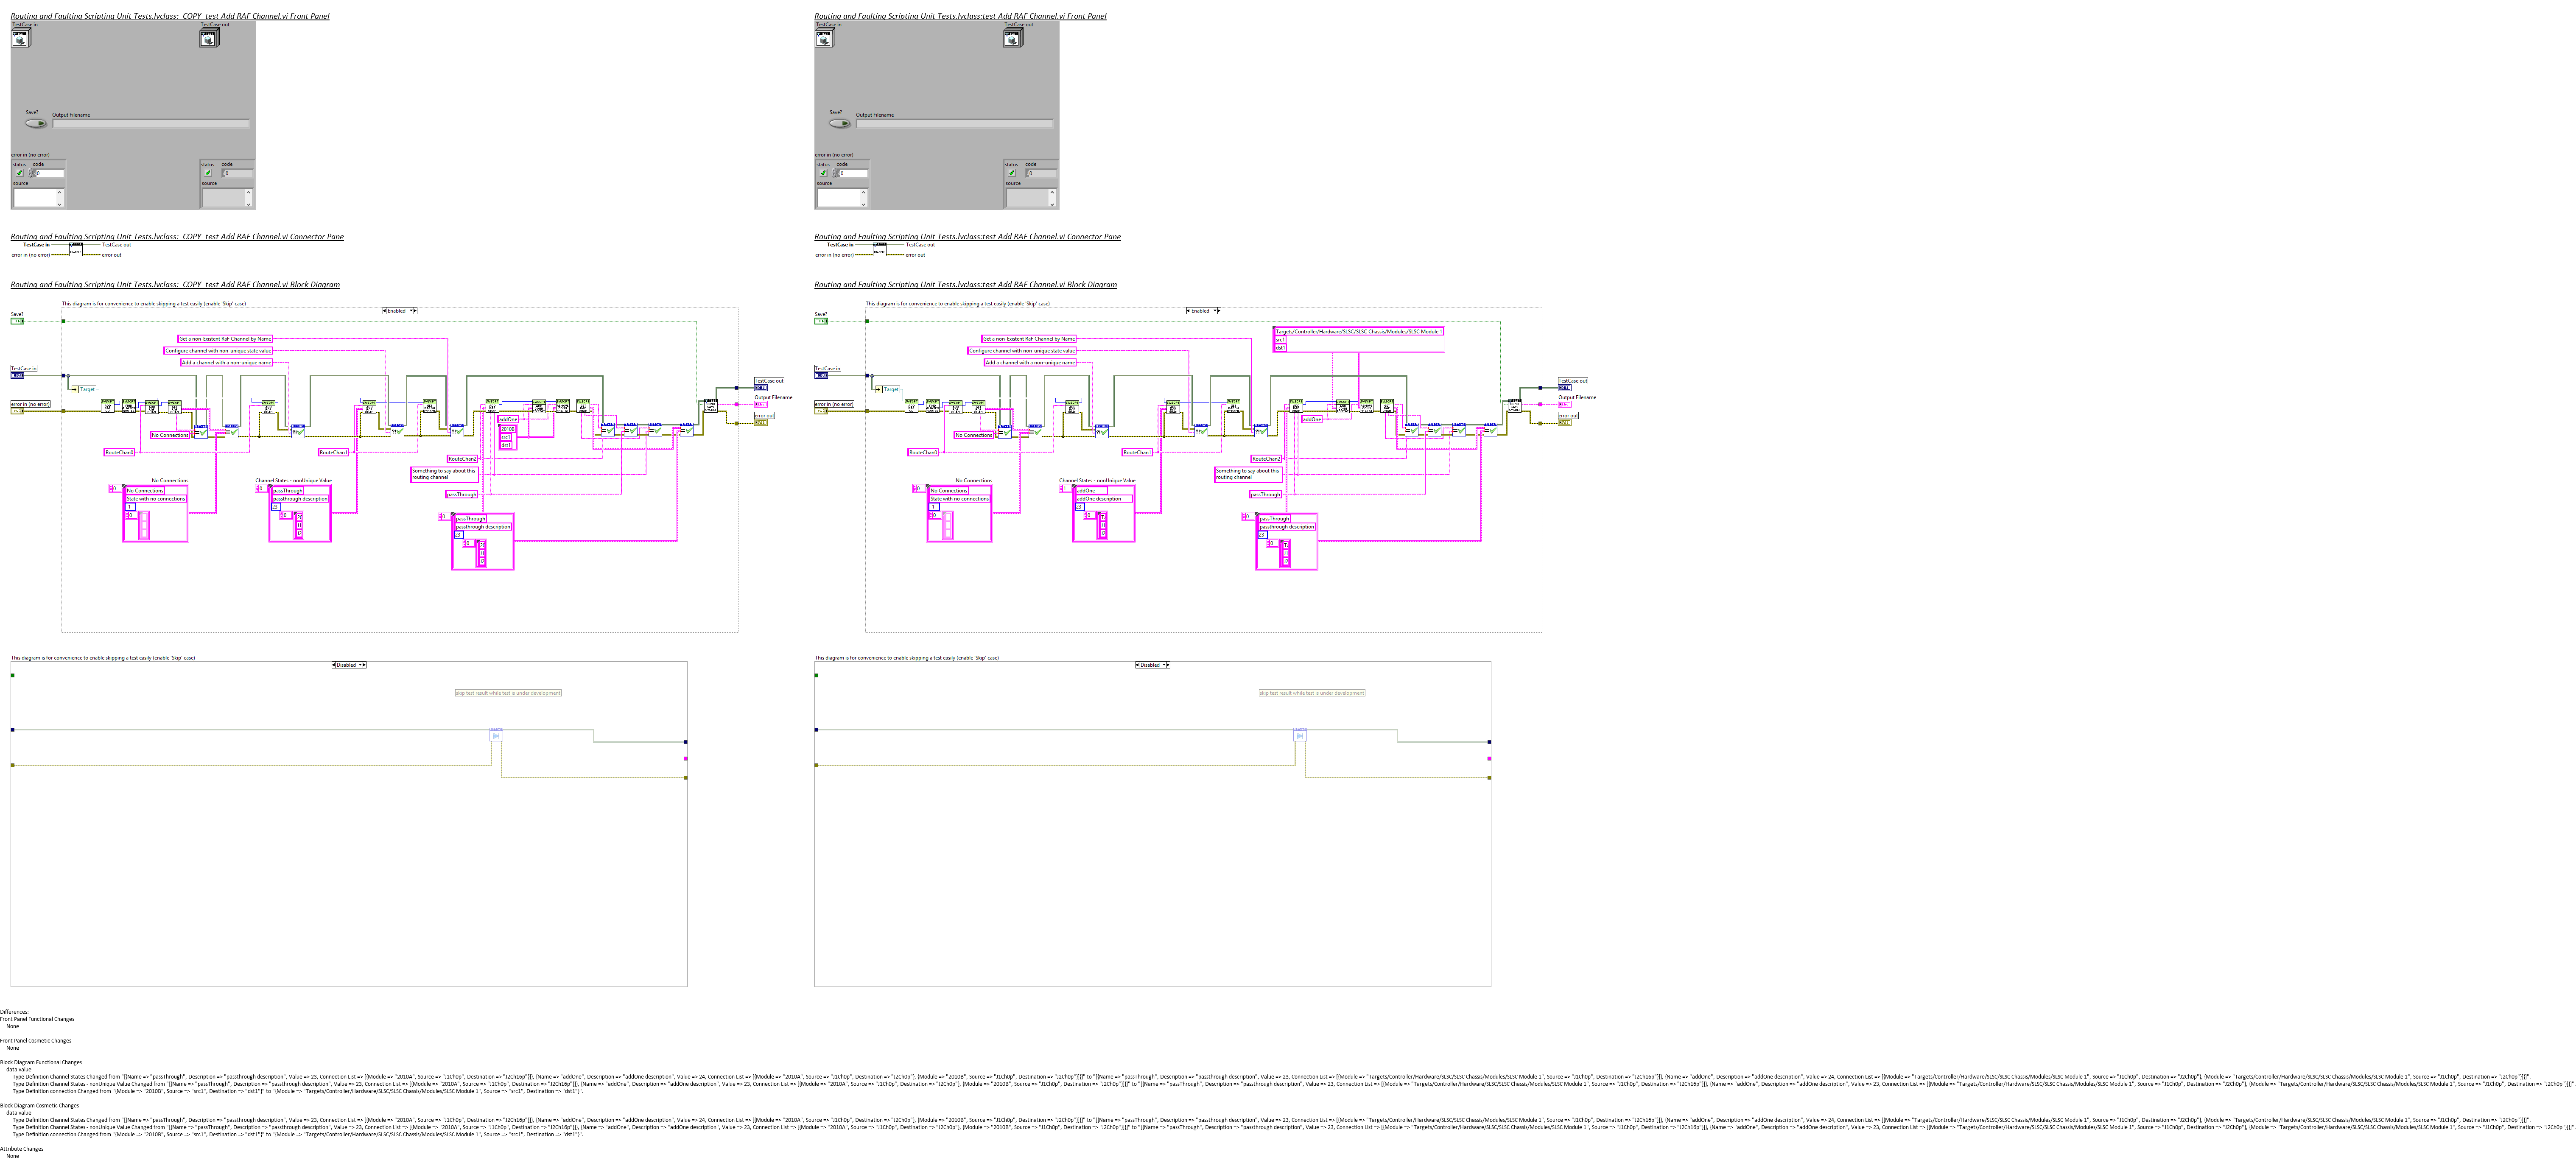 Routing and Faulting Scripting Unit Tests.lvclass:_COPY_test Add RAF Channel.vi Front Panel
TestCase in
TestCase out
Save?
Output Filename
error in (no error)
status code
0
source
status code
0
source
Routing and Faulting Scripting Unit Tests.lvclass:_COPY_test Add RAF Channel.vi Connector Pane
TestCase in
TestCase out
error in (no error)
error out
Routing and Faulting Scripting Unit Tests.lvclass:_COPY_test Add RAF Channel.vi Block Diagram
This diagram is for convenience to enable skipping a test easily (enable 'Skip' case)
Enabled
Save?
Get a non-Existent RaF Channel by Name
Configure channel with non-unique state value
Add a channel with a non-unique name
TestCase in
Target
error in (no error)
TestCase out
Output Filename
error out
addOne
2010B
src1
dst1
No Connections
RouteChan0
RouteChan1
RouteChan2
Something to say about this
routing channel
passThrough
No Connections
0
No Connections
State with no connections
-1
0
Channel States - nonUnique Value
0
passThrough
passthrough description
23
0
0
passThrough
passthrough description
23
0
This diagram is for convenience to enable skipping a test easily (enable 'Skip' case)
Disabled
skip test result while test is under development
Routing and Faulting Scripting Unit Tests.lvclass:test Add RAF Channel.vi Front Panel
TestCase in
TestCase out
Save?
Output Filename
error in (no error)
status code
0
source
status code
0
source
Routing and Faulting Scripting Unit Tests.lvclass:test Add RAF Channel.vi Connector Pane
TestCase in
TestCase out
error in (no error)
error out
Routing and Faulting Scripting Unit Tests.lvclass:test Add RAF Channel.vi Block Diagram
This diagram is for convenience to enable skipping a test easily (enable 'Skip' case)
Enabled
Save?
Get a non-Existent RaF Channel by Name
Configure channel with non-unique state value
Add a channel with a non-unique name
Targets/Controller/Hardware/SLSC/SLSC Chassis/Modules/SLSC Module 1
src1
dst1
TestCase in
Target
error in (no error)
TestCase out
Output Filename
error out
addOne
No Connections
RouteChan0
RouteChan1
RouteChan2
Something to say about this
routing channel
passThrough
No Connections
0
No Connections
State with no connections
-1
0
Channel States - nonUnique Value
1
addOne
addOne description
23
0
0
passThrough
passthrough description
23
0
This diagram is for convenience to enable skipping a test easily (enable 'Skip' case)
Disabled
skip test result while test is under development
Differences:
Front Panel Functional Changes
None
Front Panel Cosmetic Changes
None
Block Diagram Functional Changes
data value
Type Definition Channel States Changed from "[{Name => "passThrough", Description => "passthrough description", Value => 23, Connection List => [{Module => "2010A", Source => "J1Ch0p", Destination => "J2Ch16p"}]}, {Name => "addOne", Description => "addOne description", Value => 24, Connection List => [{Module => "2010A", Source => "J1Ch0p", Destination => "J2Ch0p"}, {Module => "2010B", Source => "J1Ch0p", Destination => "J2Ch0p"}]}]" to "[{Name => "passThrough", Description => "passthrough description", Value => 23, Connection List => [{Module => "Targets/Controller/Hardware/SLSC/SLSC Chassis/Modules/SLSC Module 1", Source => "J1Ch0p", Destination => "J2Ch16p"}]}, {Name => "addOne", Description => "addOne description", Value => 24, Connection List => [{Module => "Targets/Controller/Hardware/SLSC/SLSC Chassis/Modules/SLSC Module 1", Source => "J1Ch0p", Destination => "J2Ch0p"}, {Module => "Targets/Controller/Hardware/SLSC/SLSC Chassis/Modules/SLSC Module 1", Source => "J1Ch0p", Destination => "J2Ch0p"}]}]".
Type Definition Channel States - nonUnique Value Changed from "[{Name => "passThrough", Description => "passthrough description", Value => 23, Connection List => [{Module => "2010A", Source => "J1Ch0p", Destination => "J2Ch16p"}]}, {Name => "addOne", Description => "addOne description", Value => 23, Connection List => [{Module => "2010A", Source => "J1Ch0p", Destination => "J2Ch0p"}, {Module => "2010B", Source => "J1Ch0p", Destination => "J2Ch0p"}]}]" to "[{Name => "passThrough", Description => "passthrough description", Value => 23, Connection List => [{Module => "Targets/Controller/Hardware/SLSC/SLSC Chassis/Modules/SLSC Module 1", Source => "J1Ch0p", Destination => "J2Ch16p"}]}, {Name => "addOne", Description => "addOne description", Value => 23, Connection List => [{Module => "Targets/Controller/Hardware/SLSC/SLSC Chassis/Modules/SLSC Module 1", Source => "J1Ch0p", Destination => "J2Ch0p"}, {Module => "Targets/Controller/Hardware/SLSC/SLSC Chassis/Modules/SLSC Module 1", Source => "J1Ch0p", Destination => "J2Ch0p"}]}]".
Type Definition connection Changed from "{Module => "2010B", Source => "src1", Destination => "dst1"}" to "{Module => "Targets/Controller/Hardware/SLSC/SLSC Chassis/Modules/SLSC Module 1", Source => "src1", Destination => "dst1"}".
Block Diagram Cosmetic Changes
data value
Type Definition Channel States Changed from "[{Name => "passThrough", Description => "passthrough description", Value => 23, Connection List => [{Module => "2010A", Source => "J1Ch0p", Destination => "J2Ch16p"}]}, {Name => "addOne", Description => "addOne description", Value => 24, Connection List => [{Module => "2010A", Source => "J1Ch0p", Destination => "J2Ch0p"}, {Module => "2010B", Source => "J1Ch0p", Destination => "J2Ch0p"}]}]" to "[{Name => "passThrough", Description => "passthrough description", Value => 23, Connection List => [{Module => "Targets/Controller/Hardware/SLSC/SLSC Chassis/Modules/SLSC Module 1", Source => "J1Ch0p", Destination => "J2Ch16p"}]}, {Name => "addOne", Description => "addOne description", Value => 24, Connection List => [{Module => "Targets/Controller/Hardware/SLSC/SLSC Chassis/Modules/SLSC Module 1", Source => "J1Ch0p", Destination => "J2Ch0p"}, {Module => "Targets/Controller/Hardware/SLSC/SLSC Chassis/Modules/SLSC Module 1", Source => "J1Ch0p", Destination => "J2Ch0p"}]}]".
Type Definition Channel States - nonUnique Value Changed from "[{Name => "passThrough", Description => "passthrough description", Value => 23, Connection List => [{Module => "2010A", Source => "J1Ch0p", Destination => "J2Ch16p"}]}, {Name => "addOne", Description => "addOne description", Value => 23, Connection List => [{Module => "2010A", Source => "J1Ch0p", Destination => "J2Ch0p"}, {Module => "2010B", Source => "J1Ch0p", Destination => "J2Ch0p"}]}]" to "[{Name => "passThrough", Description => "passthrough description", Value => 23, Connection List => [{Module => "Targets/Controller/Hardware/SLSC/SLSC Chassis/Modules/SLSC Module 1", Source => "J1Ch0p", Destination => "J2Ch16p"}]}, {Name => "addOne", Description => "addOne description", Value => 23, Connection List => [{Module => "Targets/Controller/Hardware/SLSC/SLSC Chassis/Modules/SLSC Module 1", Source => "J1Ch0p", Destination => "J2Ch0p"}, {Module => "Targets/Controller/Hardware/SLSC/SLSC Chassis/Modules/SLSC Module 1", Source => "J1Ch0p", Destination => "J2Ch0p"}]}]".
Type Definition connection Changed from "{Module => "2010B", Source => "src1", Destination => "dst1"}" to "{Module => "Targets/Controller/Hardware/SLSC/SLSC Chassis/Modules/SLSC Module 1", Source => "src1", Destination => "dst1"}".
Attribute Changes
None